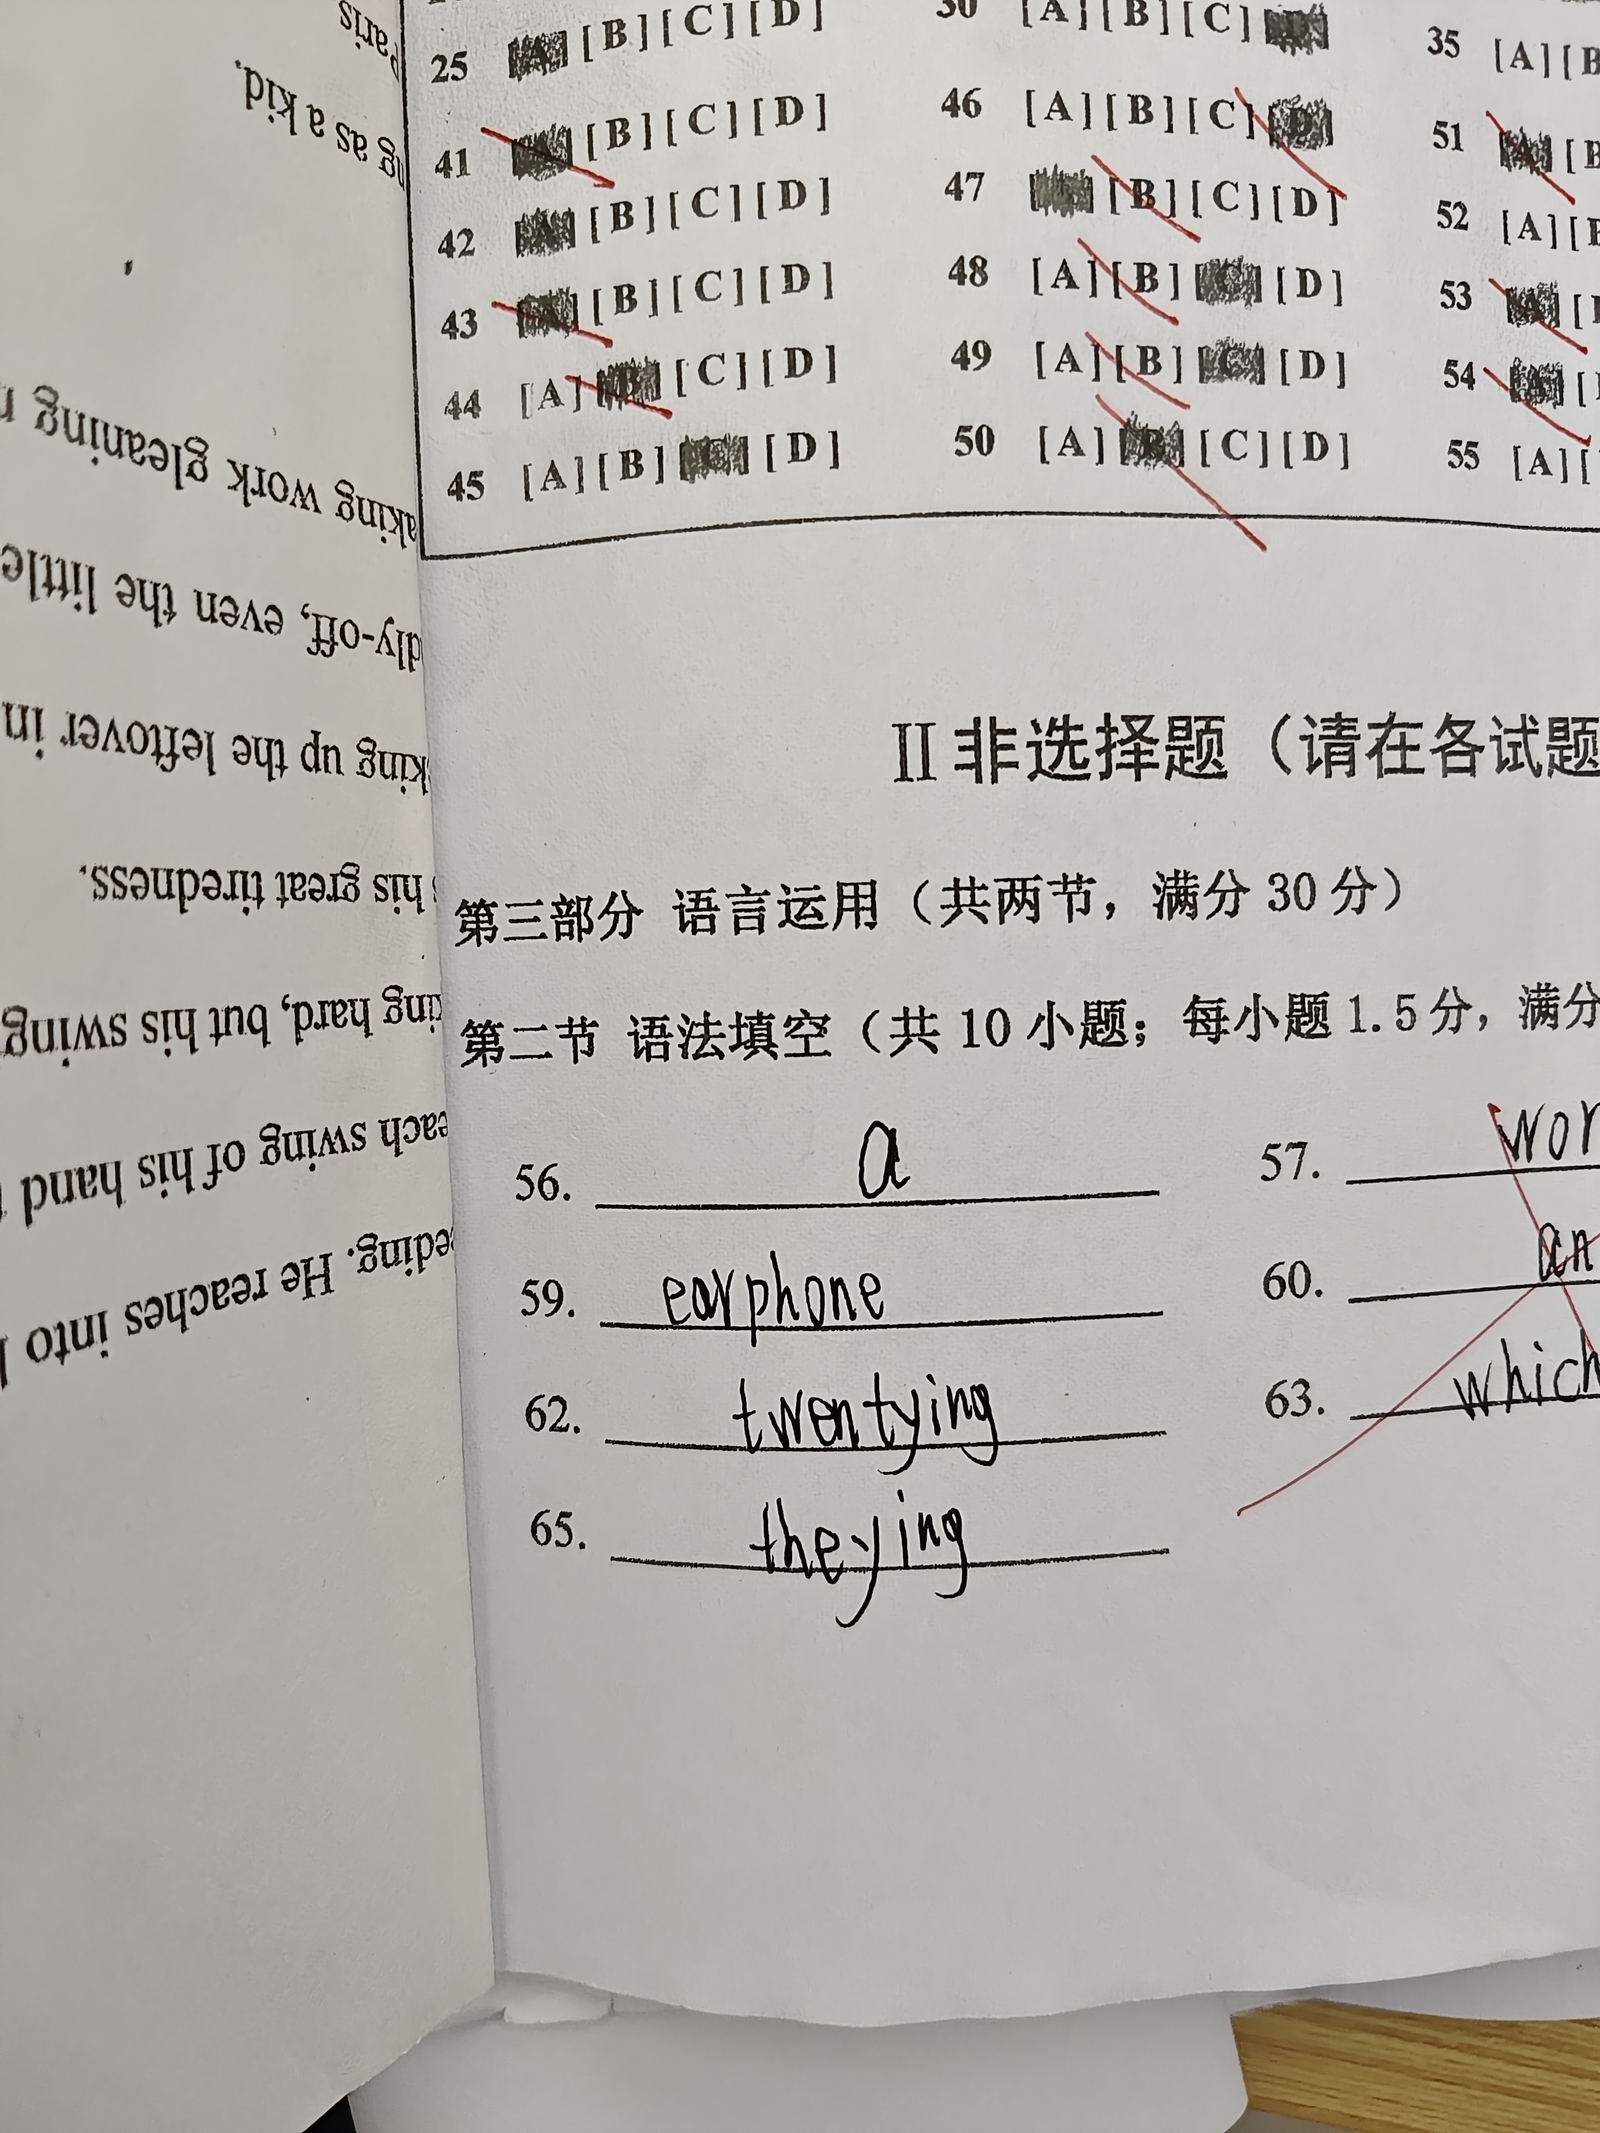 25 [A] [B] [C] [D] 30 [A] [B] [C] 35 [A] [B
41 [A] [B] [C] [D] 46 [A] [B] [C] [D] 51 [A] [B
42 [A] [B] [C] [D] 47 [B] [C] [D] 52 [A] [B
43 [A] [B] [C] [D] 48 [A] [B] [C] [D] 53 [A] [
44 [A] [B] [C] [D] 49 [A] [B] [C] [D] 54 [A] [
45 [A] [B] [C] [D] 50 [A] [B] [C] [D] 55 [A] [
II 非选择题（请在各试题
第三部分 语言运用（共两节，满分 30 分）
第二节 语法填空（共 10 小题；每小题 1.5 分，满分
56. a 57. wor
59. earphone 60. an
62. twentying 63. which
65. theying
eding. He reaches into
each swing of his hand
king hard, but his swing
his great tiredness.
king up the leftover in
dly-off, even the little
aking work gleaning
ng as a kid.
Paris